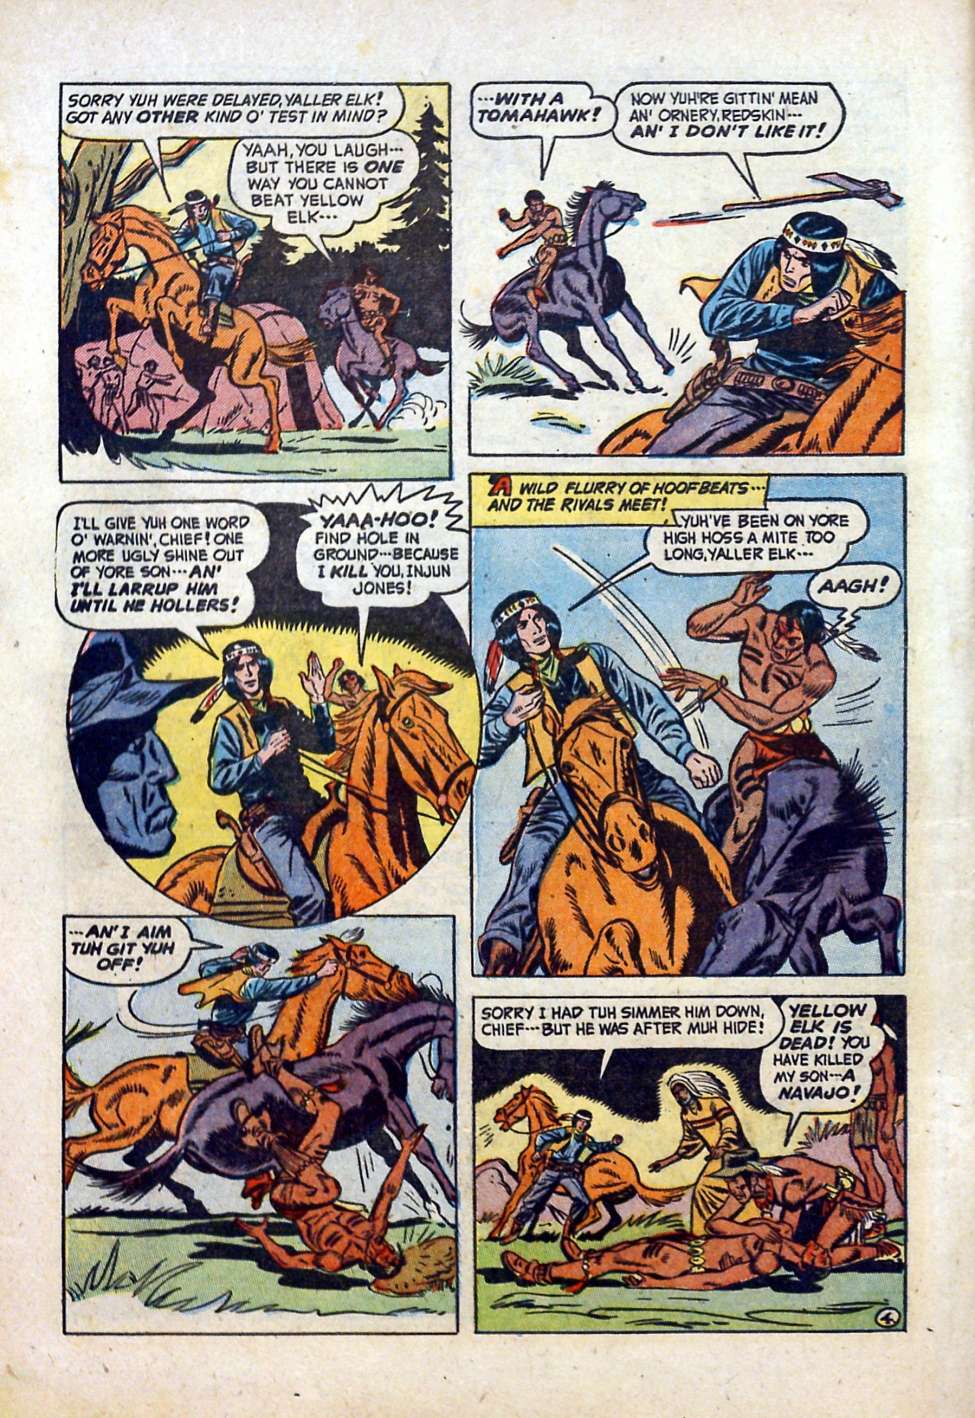 SORRY YUH WERE DELAYED, YALLER ELK!
GOT ANY OTHER KIND O' TEST IN MIND?
YAAH, YOU LAUGH---
BUT THERE IS ONE
WAY YOU CANNOT
BEAT YELLOW
ELK---
---WITH A
TOMAHAWK!
NOW YUH'RE GITTIN' MEAN
AN' ORNERY, REDSKIN---
AN' I DON'T LIKE IT!
I'LL GIVE YUH ONE WORD
O' WARNIN', CHIEF! ONE
MORE UGLY SHINE OUT
OF YORE SON---AN'
I'LL LARRUP HIM
UNTIL HE HOLLERS!
YAAA-HOO!
FIND HOLE IN
GROUND---BECAUSE
I KILL YOU, INJUN
JONES!
A WILD FLURRY OF HOOFBEATS---
AND THE RIVALS MEET!
YUH'VE BEEN ON YORE
HIGH HOSS A MITE TOO
LONG, YALLER ELK---
AAGH!
---AN' I AIM
TUH GIT YUH
OFF!
SORRY I HAD TUH SIMMER HIM DOWN,
CHIEF---BUT HE WAS AFTER MUH HIDE!
YELLOW
ELK IS
DEAD! YOU
HAVE KILLED
MY SON---A
NAVAJO!
4